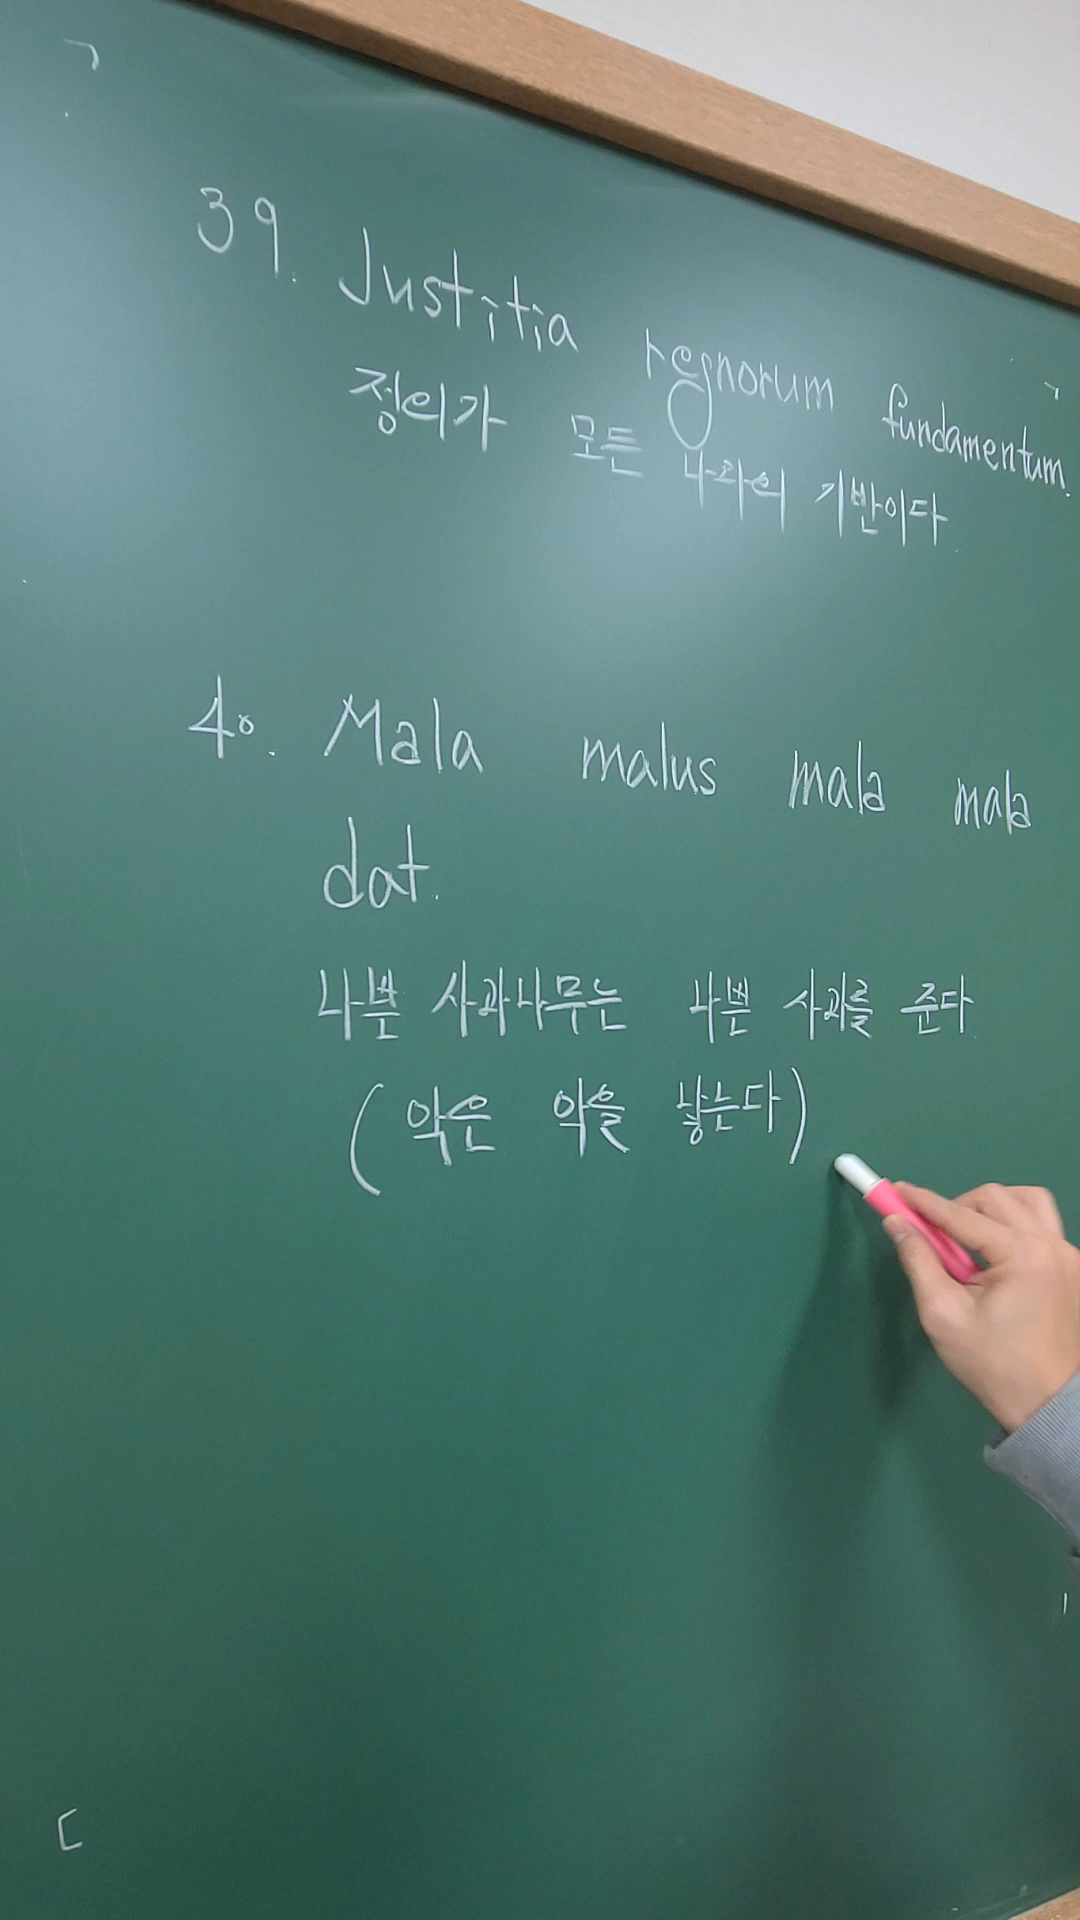 39. Justitia regnorum fundamentum.
정의가 모든 나라의 기반이다
40. Mala malus mala mala
dat.
나쁜 사과나무는 나쁜 사과를 준다
(악은 악을 낳는다)